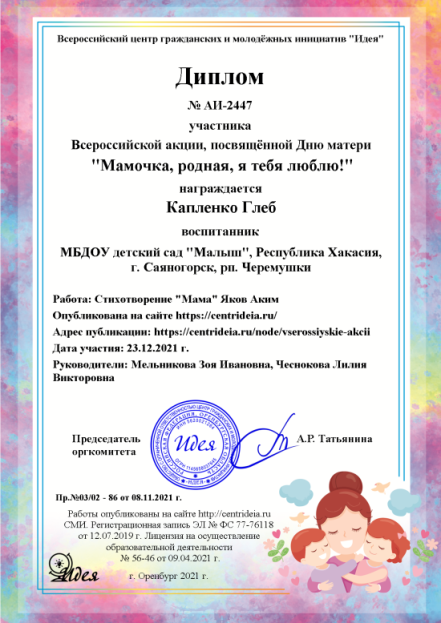 Всероссийский центр гражданских и молодёжных инициатив "Идея"
Диплом
№ АИ-2447
участника
Всероссийской акции, посвящённой Дню матери
"Мамочка, родная, я тебя люблю!"
награждается
Капленко Глеб
воспитанник
МБДОУ детский сад "Малыш", Республика Хакасия,
г. Саяногорск, рп. Черемушки
Работа: Стихотворение "Мама" Яков Аким
Опубликована на сайте https://centrideia.ru/
Адрес публикации: https://centrideia.ru/node/vserossiyskie-akcii
Дата участия: 23.12.2021 г.
Руководители: Мельникова Зоя Ивановна, Чеснокова Лилия
Викторовна
Председатель
оргкомитета
Идея
А.Р. Татьянина
Пр.№03/02 - 86 от 08.11.2021 г.
Работы опубликованы на сайте http://centrideia.ru
СМИ. Регистрационная запись ЭЛ № ФС 77-76118
от 12.07.2019 г. Лицензия на осуществление
образовательной деятельности
№ 56-46 от 09.04.2021 г.
Идея
г. Оренбург 2021 г.